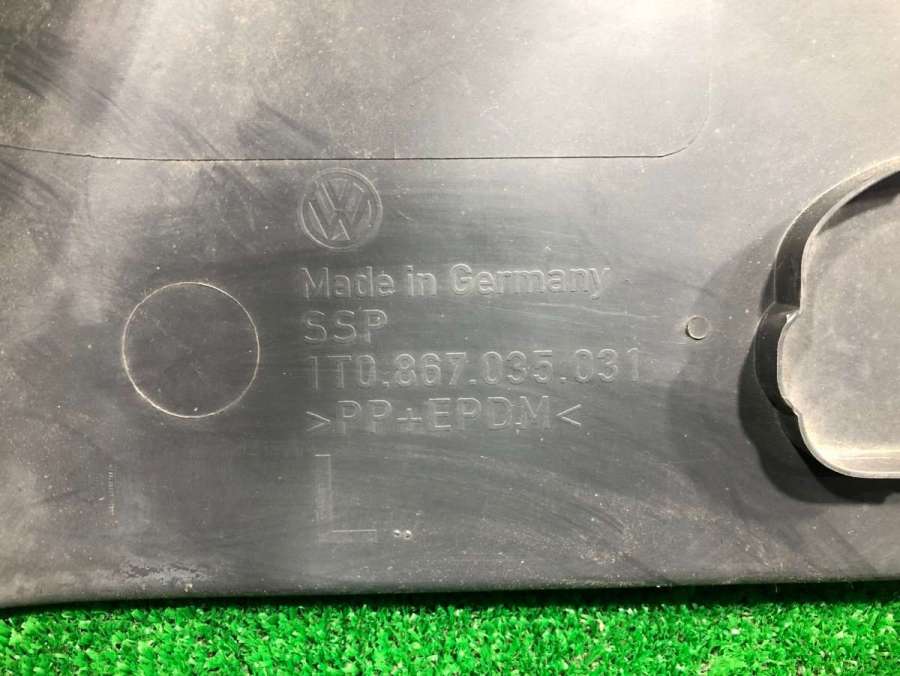 Made in Germany
SSP
1T0.867.035.031
>PP+EPDM<